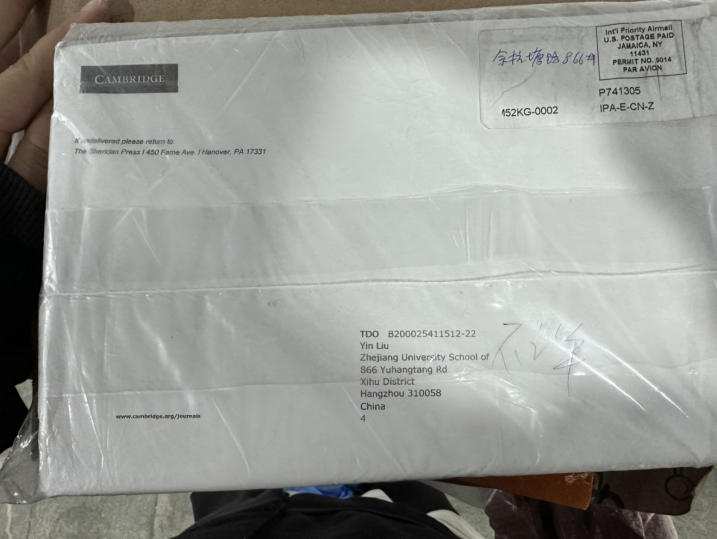 CAMBRIDGE
If undelivered please return to:
The Sheridan Press / 450 Fame Ave. / Hanover, PA 17331
余杭塘路866#
Int'l Priority Airmail
U.S. POSTAGE PAID
JAMAICA, NY
11431
PERMIT NO. 9014
PAR AVION
P741305
M52KG-0002
IPA-E-CN-Z
TDO B200025411512-22
Yin Liu
Zhejiang University School of
866 Yuhangtang Rd
Xihu District
Hangzhou 310058
China
4
www.cambridge.org/journals